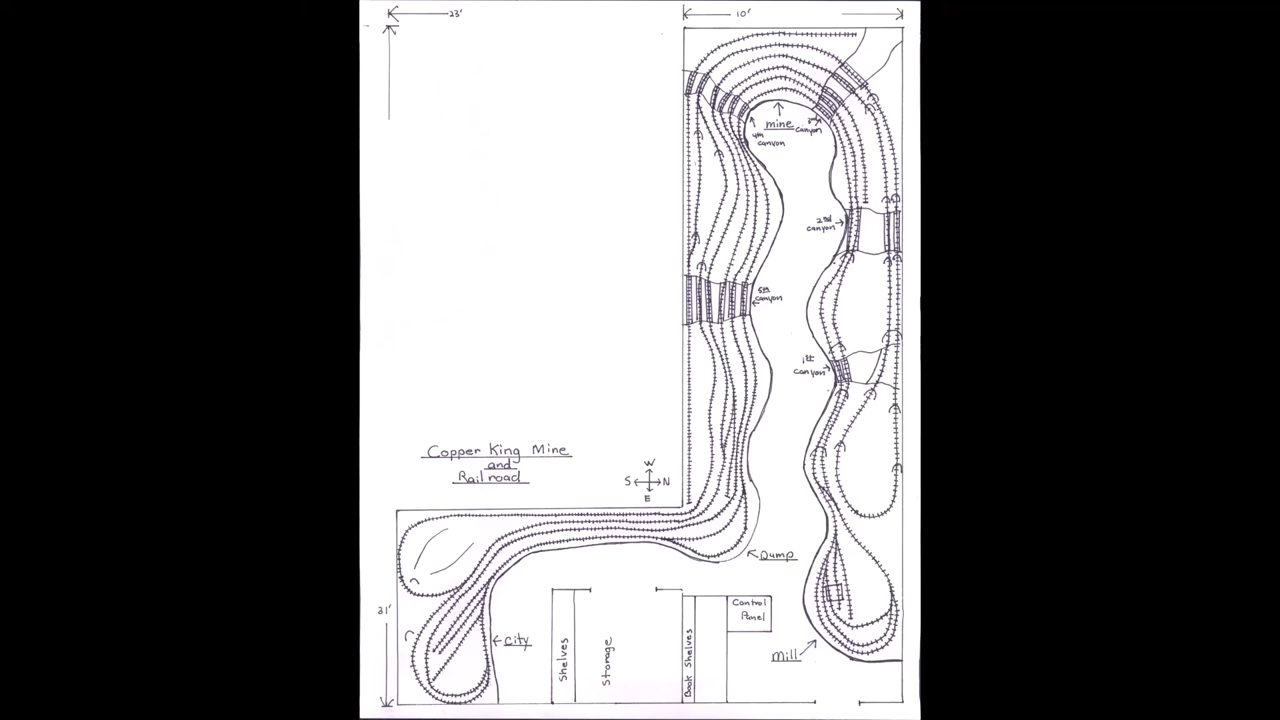 23'
10'
mine
3rd
canyon
4th
canyon
2nd
canyon
5th
canyon
1st
canyon
Copper King Mine
and
Railroad
W
S N
E
Dump
31'
City
Shelves
Storage
Book Shelves
Control
Panel
Mill